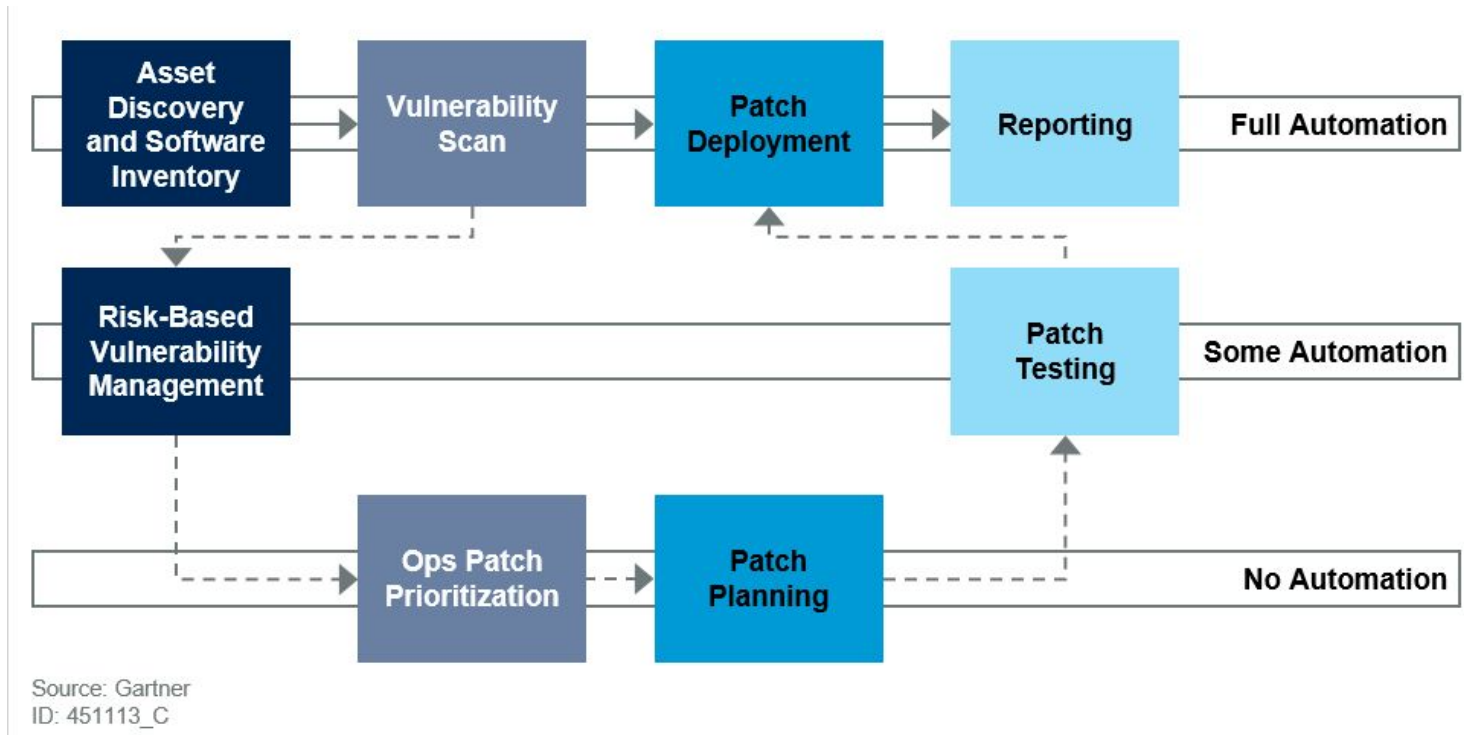 Asset
Discovery
and Software
Inventory
Vulnerability
Scan
Patch
Deployment
Reporting
Full Automation
Risk-Based
Vulnerability
Management
Patch
Testing
Some Automation
Ops Patch
Prioritization
Patch
Planning
No Automation
Source: Gartner
ID: 451113_C